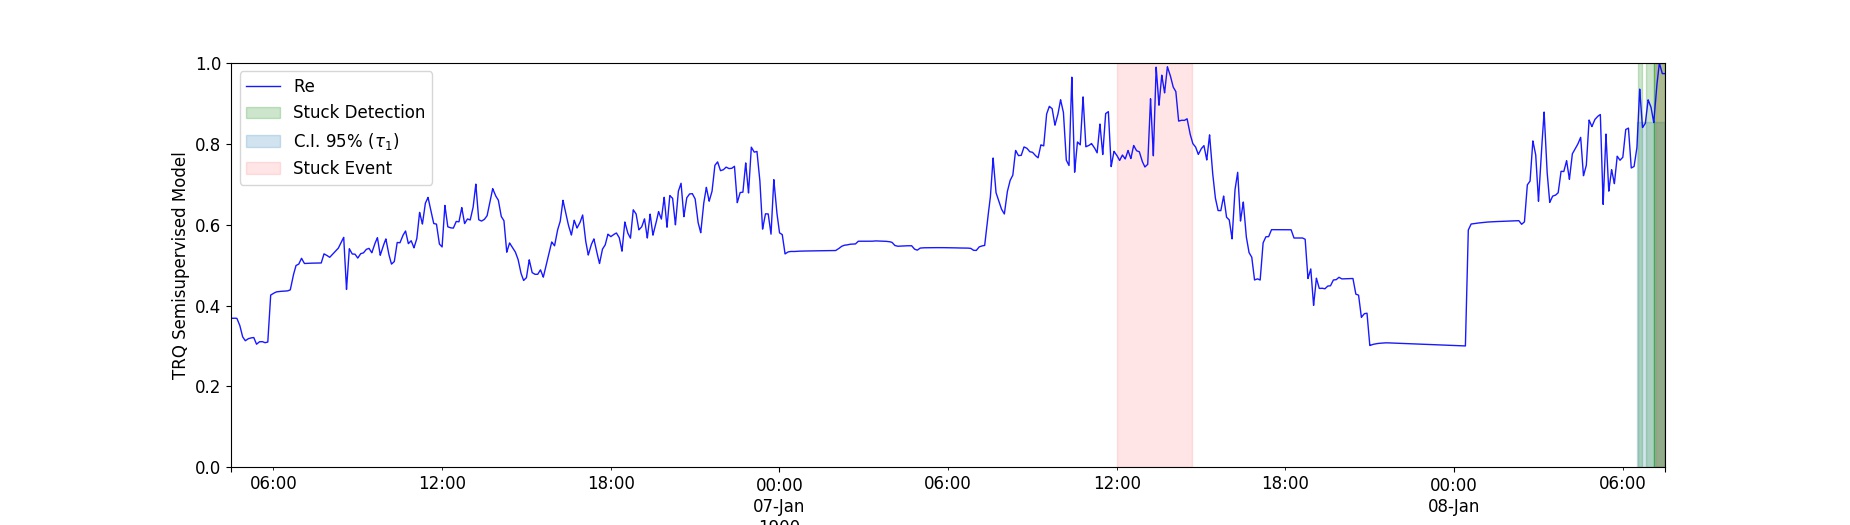 TRQ Semisupervised Model
1.0
0.8
0.6
0.4
0.2
0.0
Re
Stuck Detection
C.I. 95% (τ₁)
Stuck Event
06:00 12:00 18:00 00:00 06:00 12:00 18:00 00:00 06:00
07-Jan 08-Jan
1900